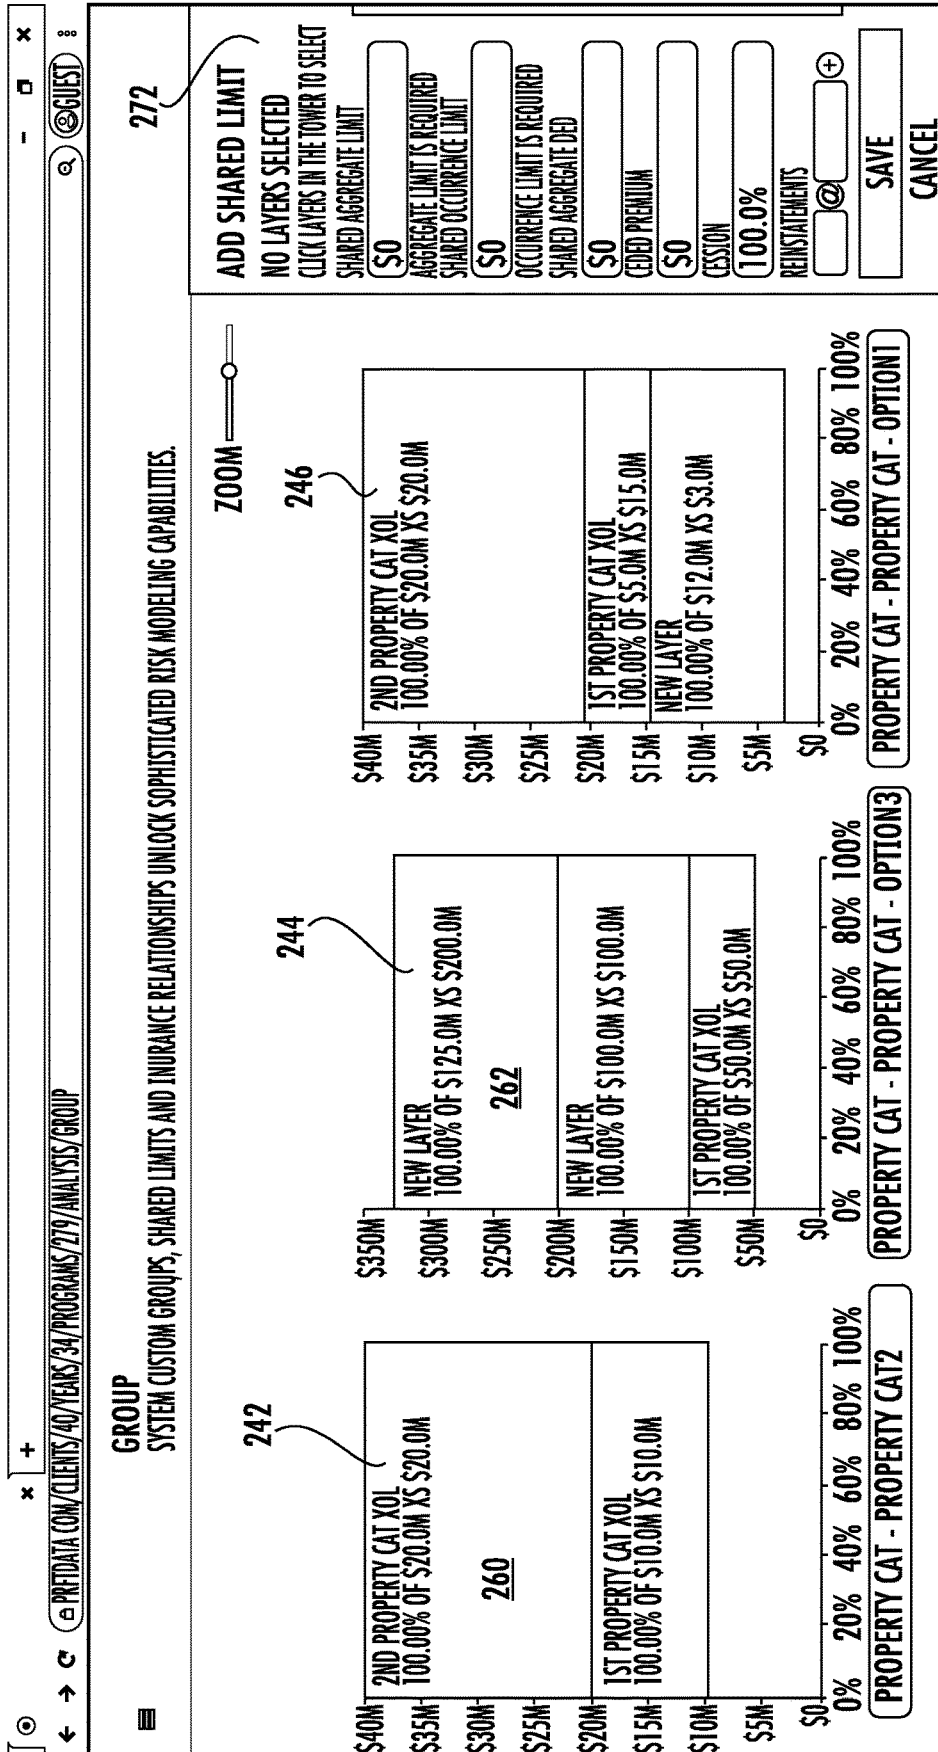 PRFTDATA COM/CLIENTS/40/YEARS/34/PROGRAMS/279/ANALYSIS/GROUP
GUEST
GROUP
SYSTEM CUSTOM GROUPS, SHARED LIMITS AND INURANCE RELATIONSHIPS UNLOCK SOPHISTICATED RISK MODELING CAPABILITIES.
ZOOM
242
$40M
$35M
$30M
$25M
$20M
$15M
$10M
$5M
$0
2ND PROPERTY CAT XOL
100.00% OF $20.0M XS $20.0M
260
1ST PROPERTY CAT XOL
100.00% OF $10.0M XS $10.0M
0% 20% 40% 60% 80% 100%
PROPERTY CAT - PROPERTY CAT2
244
$350M
$300M
$250M
$200M
$150M
$100M
$50M
$0
NEW LAYER
100.00% OF $125.0M XS $200.0M
262
NEW LAYER
100.00% OF $100.0M XS $100.0M
1ST PROPERTY CAT XOL
100.00% OF $50.0M XS $50.0M
0% 20% 40% 60% 80% 100%
PROPERTY CAT - PROPERTY CAT - OPTION3
246
$40M
$35M
$30M
$25M
$20M
$15M
$10M
$5M
$0
2ND PROPERTY CAT XOL
100.00% OF $20.0M XS $20.0M
1ST PROPERTY CAT XOL
100.00% OF $5.0M XS $15.0M
NEW LAYER
100.00% OF $12.0M XS $3.0M
0% 20% 40% 60% 80% 100%
PROPERTY CAT - PROPERTY CAT - OPTION1
272
ADD SHARED LIMIT
NO LAYERS SELECTED
CLICK LAYERS IN THE TOWER TO SELECT
SHARED AGGREGATE LIMIT
$0
AGGREGATE LIMIT IS REQUIRED
SHARED OCCURRENCE LIMIT
$0
OCCURRENCE LIMIT IS REQUIRED
SHARED AGGREGATE DED
$0
CEDED PREMIUM
$0
CESSION
100.0%
REINSTATEMENTS
@
SAVE
CANCEL